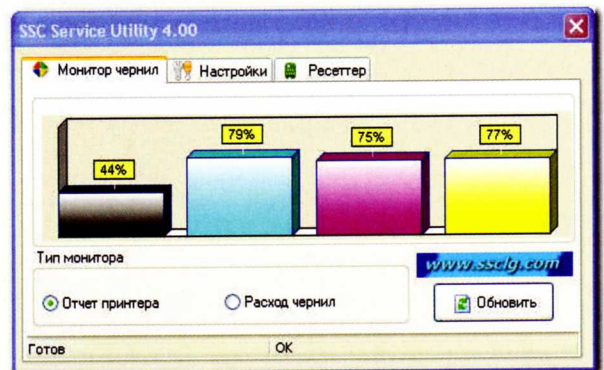 SSC Service Utility 4.00
Монитор чернил Настройки Ресеттер
44% 79% 75% 77%
Тип монитора
www.ssclg.com
Отчет принтера Расход чернил Обновить
Готов OK